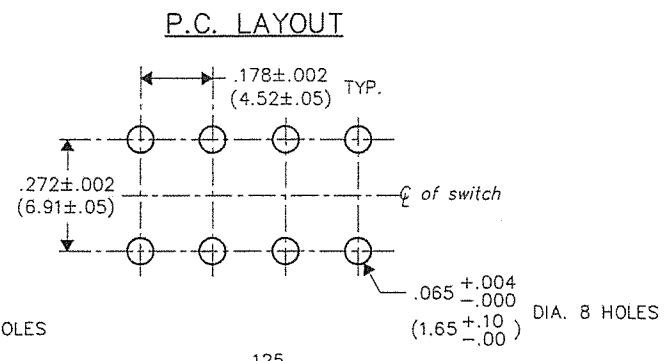 P.C. LAYOUT
.178±.002
(4.52±.05) TYP.
.272±.002
(6.91±.05)
℄ of switch
.065 +.004 -.000
(1.65 +.10 -.00) DIA. 8 HOLES
OLES
.125